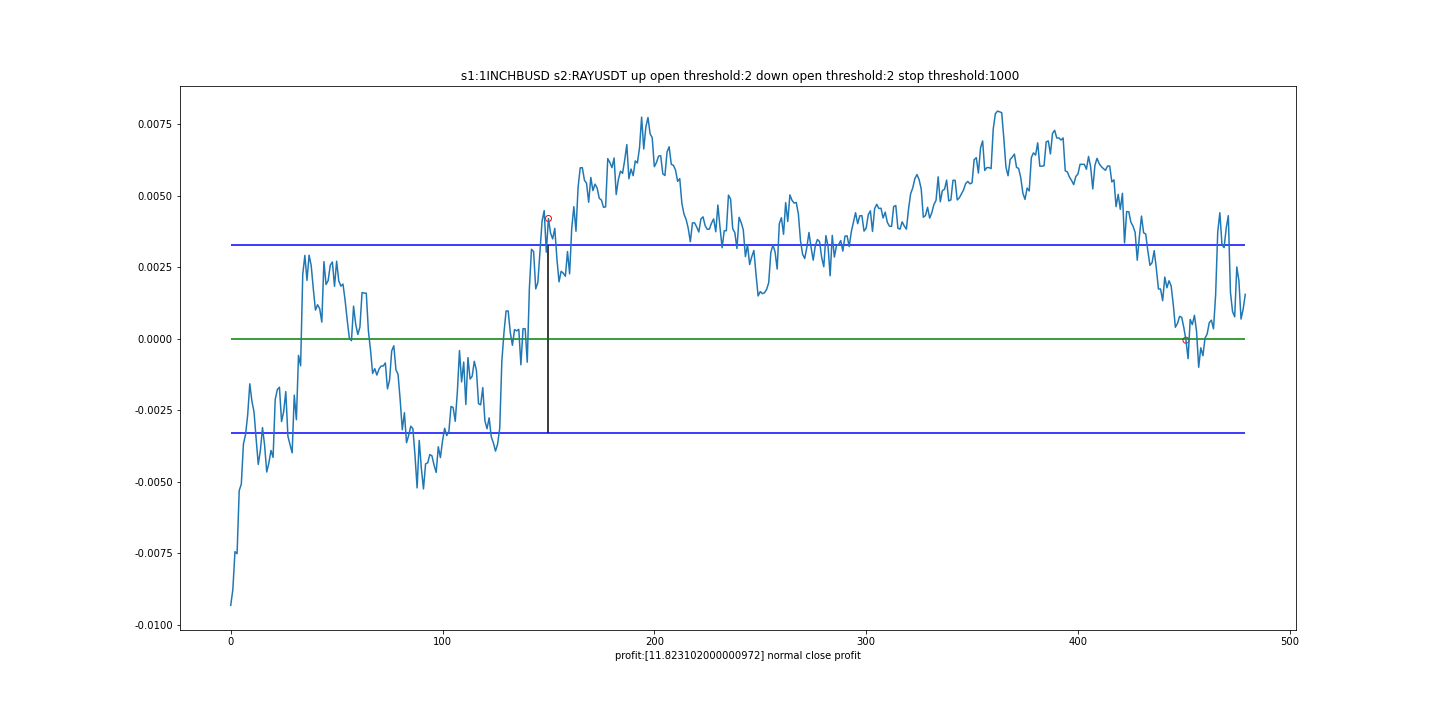 s1:1INCHBUSD s2:RAYUSDT up open threshold:2 down open threshold:2 stop threshold:1000
0.0075
0.0050
0.0025
0.0000
-0.0025
-0.0050
-0.0075
-0.0100
0 100 200 300 400 500
profit:[11.823102000000972] normal close profit